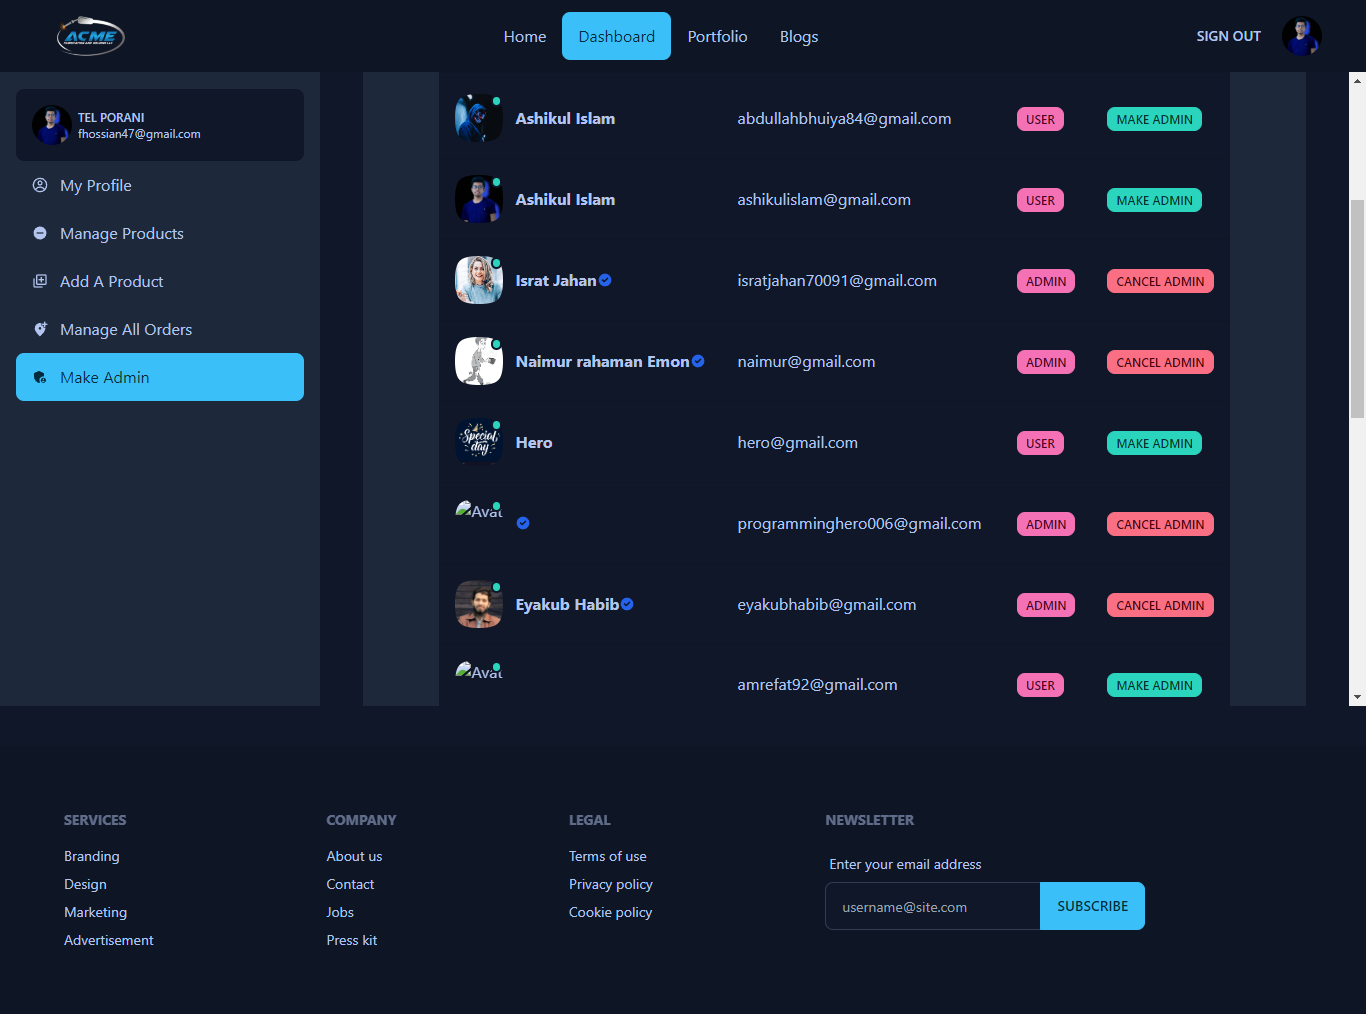 ACME
Home
Dashboard
Portfolio
Blogs
SIGN OUT
TEL PORANI
fhossian47@gmail.com
My Profile
Manage Products
Add A Product
Manage All Orders
Make Admin
Ashikul Islam abdullahbhuiya84@gmail.com USER MAKE ADMIN
Ashikul Islam ashikulislam@gmail.com USER MAKE ADMIN
Israt Jahan isratjahan70091@gmail.com ADMIN CANCEL ADMIN
Naimur rahaman Emon naimur@gmail.com ADMIN CANCEL ADMIN
Special
day
Hero hero@gmail.com USER MAKE ADMIN
Avat programminghero006@gmail.com ADMIN CANCEL ADMIN
Eyakub Habib eyakubhabib@gmail.com ADMIN CANCEL ADMIN
Avat amrefat92@gmail.com USER MAKE ADMIN
SERVICES
Branding
Design
Marketing
Advertisement
COMPANY
About us
Contact
Jobs
Press kit
LEGAL
Terms of use
Privacy policy
Cookie policy
NEWSLETTER
Enter your email address
username@site.com
SUBSCRIBE